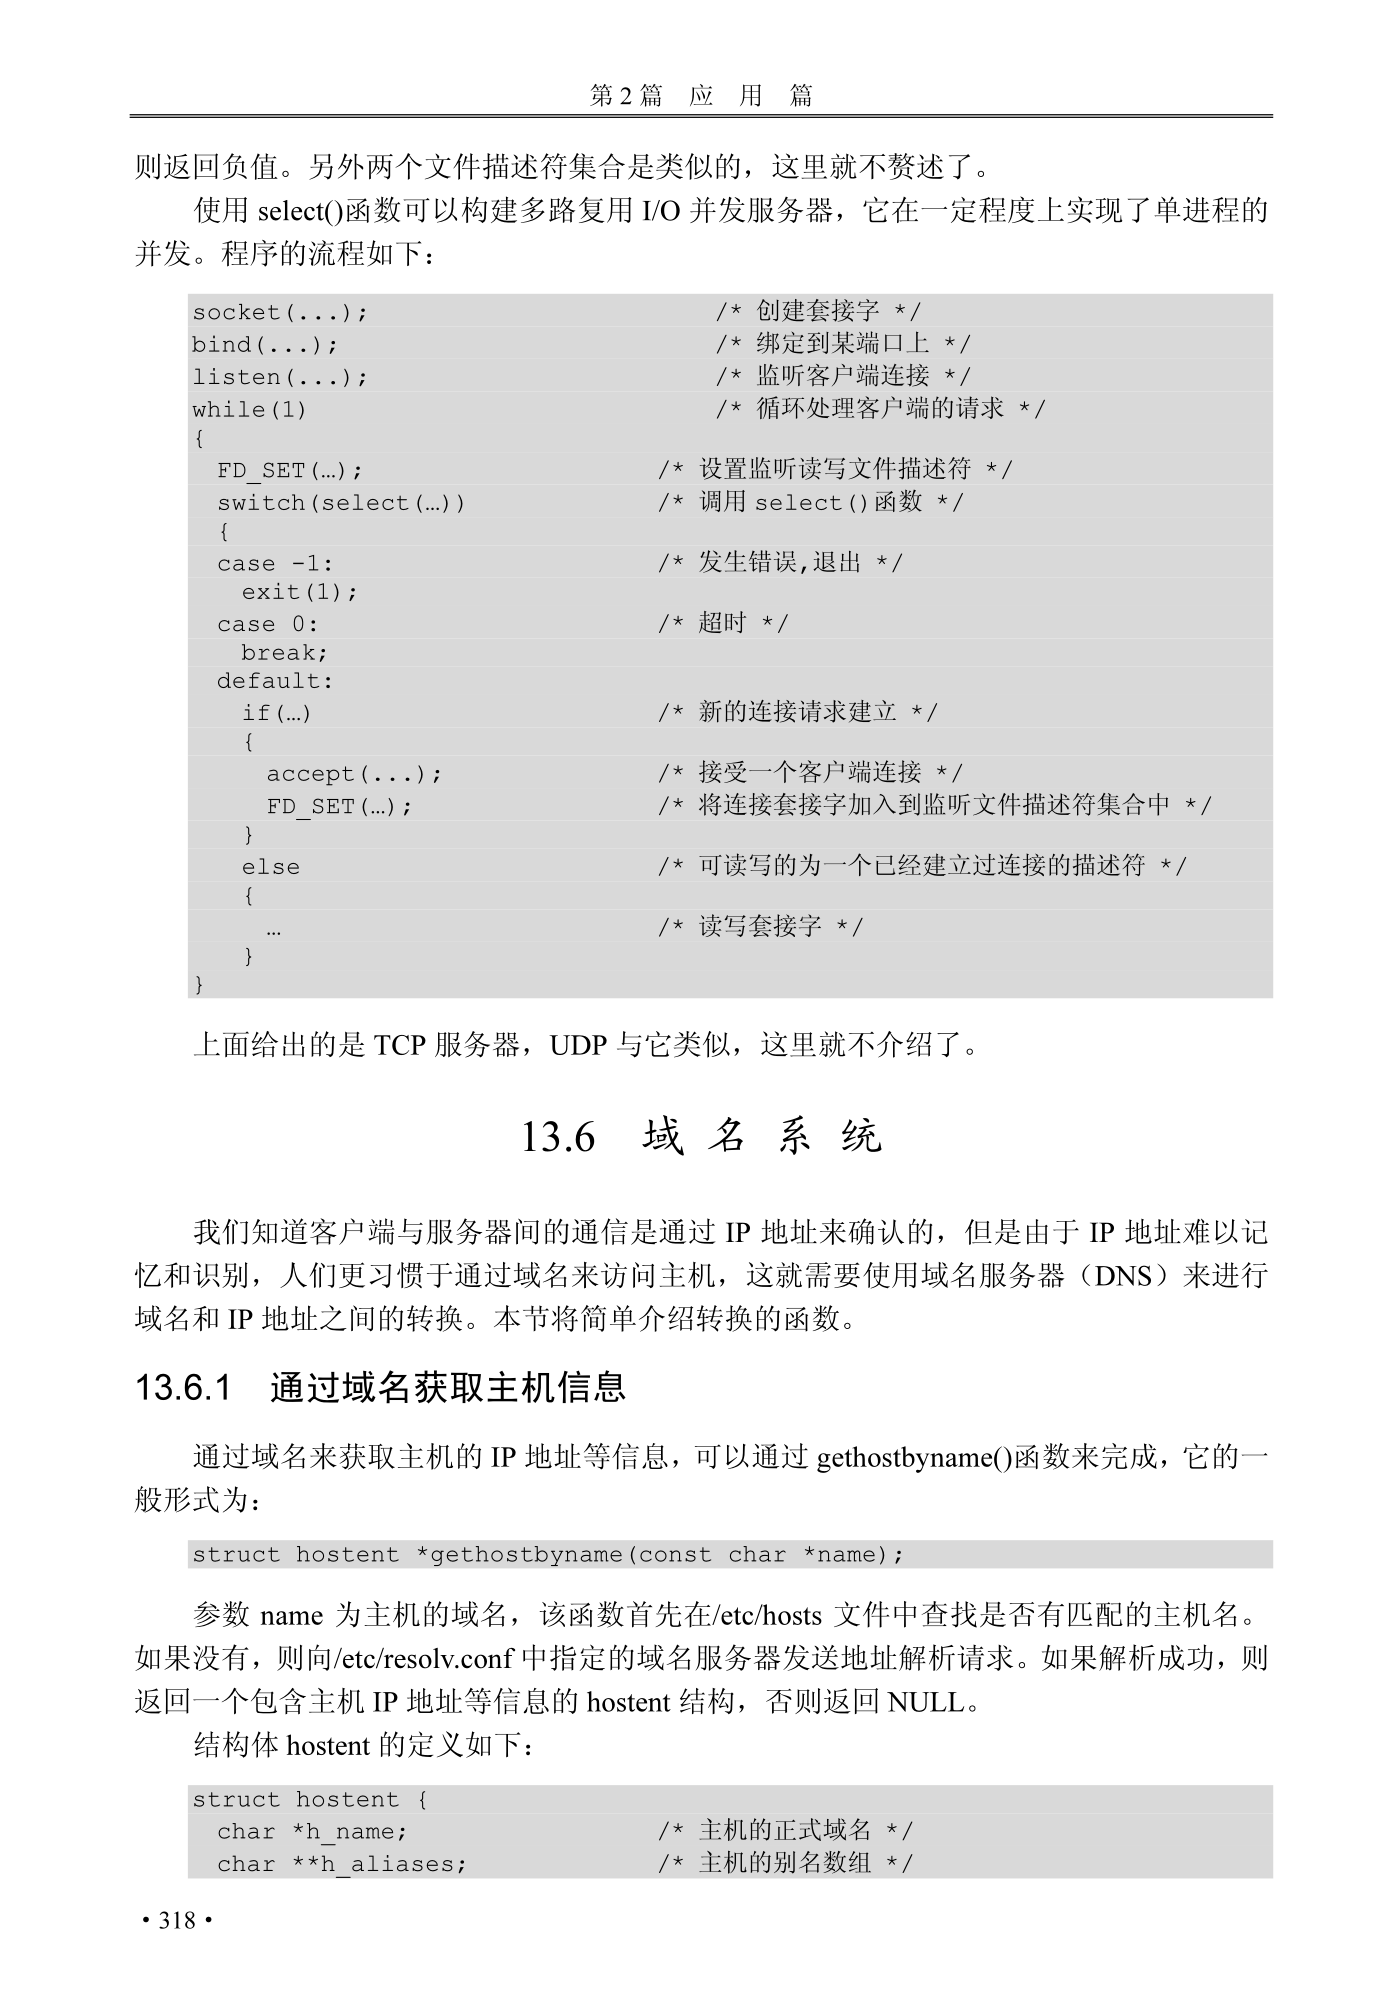 第 2 篇 应 用 篇
则返回负值。另外两个文件描述符集合是类似的，这里就不赘述了。
使用 select()函数可以构建多路复用 I/O 并发服务器，它在一定程度上实现了单进程的
并发。程序的流程如下：
socket(...); /* 创建套接字 */
bind(...); /* 绑定到某端口上 */
listen(...); /* 监听客户端连接 */
while(1) /* 循环处理客户端的请求 */
{
FD_SET(…); /* 设置监听读写文件描述符 */
switch(select(…)) /* 调用 select()函数 */
{
case -1: /* 发生错误,退出 */
exit(1);
case 0: /* 超时 */
break;
default:
if(…) /* 新的连接请求建立 */
{
accept(...); /* 接受一个客户端连接 */
FD_SET(…); /* 将连接套接字加入到监听文件描述符集合中 */
}
else /* 可读写的为一个已经建立过连接的描述符 */
{
… /* 读写套接字 */
}
}
上面给出的是 TCP 服务器，UDP 与它类似，这里就不介绍了。
13.6 域 名 系 统
我们知道客户端与服务器间的通信是通过 IP 地址来确认的，但是由于 IP 地址难以记
忆和识别，人们更习惯于通过域名来访问主机，这就需要使用域名服务器（DNS）来进行
域名和 IP 地址之间的转换。本节将简单介绍转换的函数。
13.6.1 通过域名获取主机信息
通过域名来获取主机的 IP 地址等信息，可以通过 gethostbyname()函数来完成，它的一
般形式为：
struct hostent *gethostbyname(const char *name);
参数 name 为主机的域名，该函数首先在/etc/hosts 文件中查找是否有匹配的主机名。
如果没有，则向/etc/resolv.conf 中指定的域名服务器发送地址解析请求。如果解析成功，则
返回一个包含主机 IP 地址等信息的 hostent 结构，否则返回 NULL。
结构体 hostent 的定义如下：
struct hostent {
char *h_name; /* 主机的正式域名 */
char **h_aliases; /* 主机的别名数组 */
• 318 •